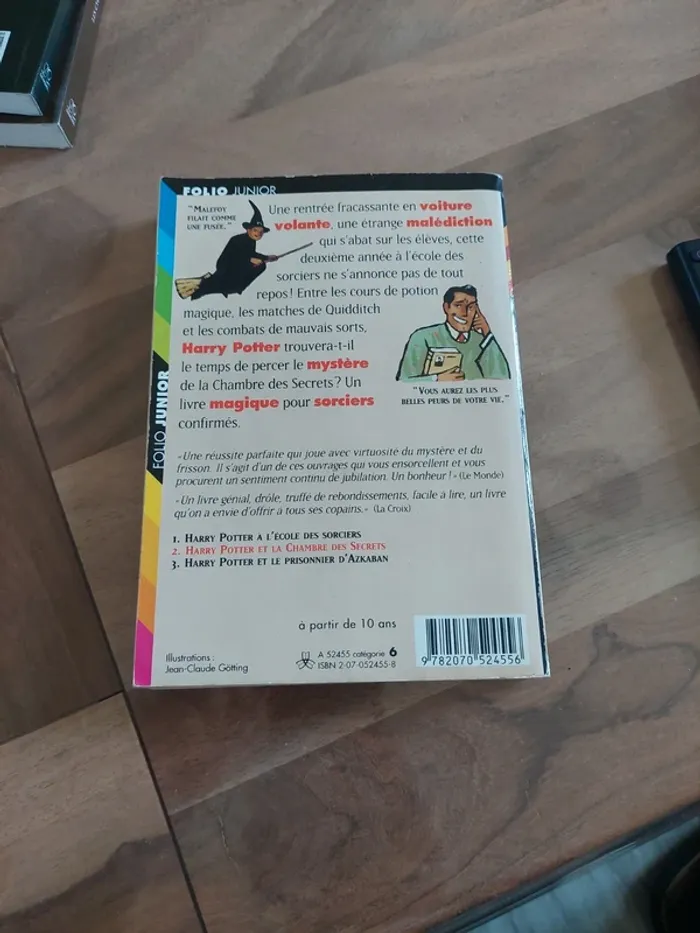 FOLIO JUNIOR
"MALEFOY
FILAIT COMME
UNE FUSÉE."
Une rentrée fracassante en voiture
volante, une étrange malédiction
qui s'abat sur les élèves, cette
deuxième année à l'école des
sorciers ne s'annonce pas de tout
repos! Entre les cours de potion
magique, les matches de Quidditch
et les combats de mauvais sorts,
Harry Potter trouvera-t-il
le temps de percer le mystère
de la Chambre des Secrets? Un
livre magique pour sorciers
confirmés.
"VOUS AUREZ LES PLUS
BELLES PEURS DE VOTRE VIE."
FOLIO JUNIOR
«Une réussite parfaite qui joue avec virtuosité du mystère et du
frisson. Il s'agit d'un de ces ouvrages qui vous ensorcellent et vous
procurent un sentiment continu de jubilation. Un bonheur!» (Le Monde)
«Un livre génial, drôle, truffé de rebondissements, facile à lire, un livre
qu'on a envie d'offrir à tous ses copains.» (La Croix)
1. HARRY POTTER A L'ÉCOLE DES SORCIERS
2. HARRY POTTER ET LA CHAMBRE DES SECRETS
3. HARRY POTTER ET LE PRISONNIER D'AZKABAN
à partir de 10 ans
Illustrations :
Jean-Claude Götting
A 52455 catégorie 6
ISBN 2-07-052455-8
9 782070 524556